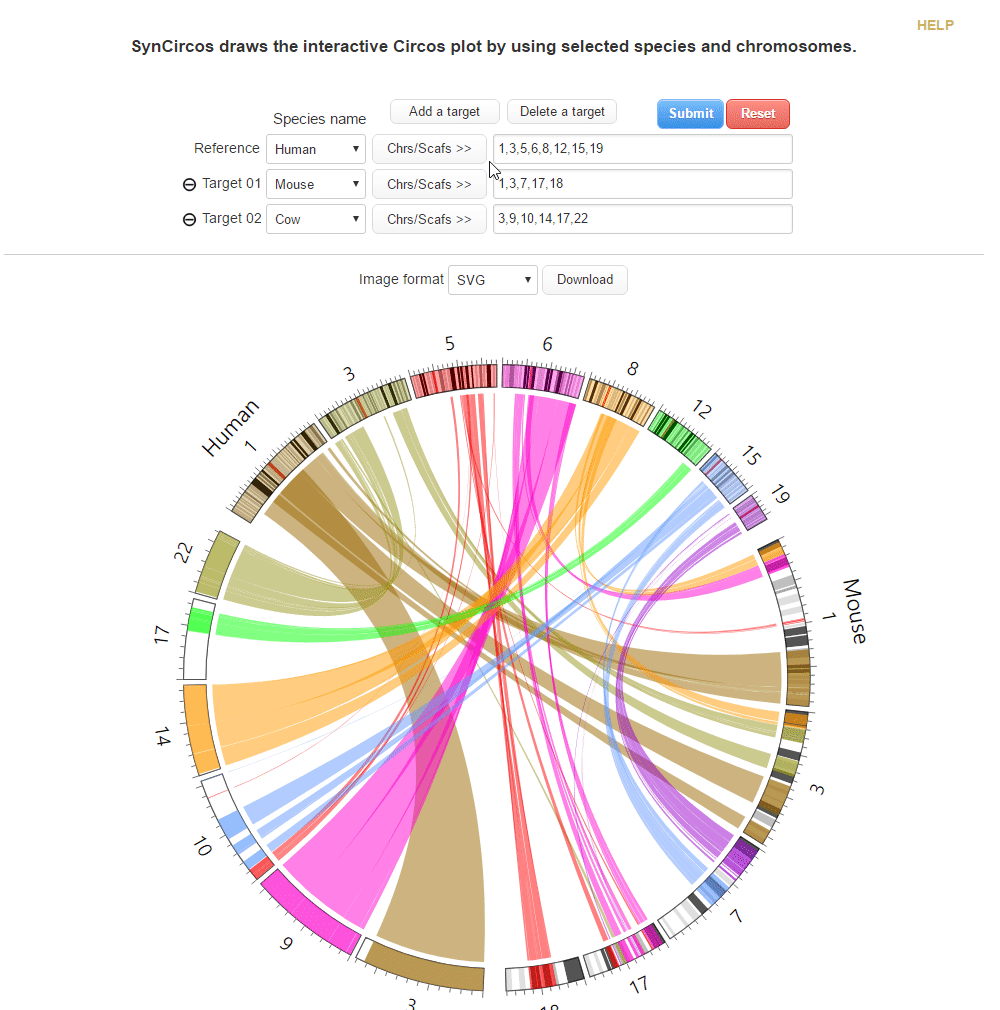 HELP
SynCircos draws the interactive Circos plot by using selected species and chromosomes.
Species name Add a target Delete a target Submit Reset
Reference Human Chrs/Scafs >> 1,3,5,6,8,12,15,19
Target 01 Mouse Chrs/Scafs >> 1,3,7,17,18
Target 02 Cow Chrs/Scafs >> 3,9,10,14,17,22
Image format SVG Download
Human
1
3
5
6
8
12
15
19
Mouse
1
3
7
17
18
3
9
10
14
17
22